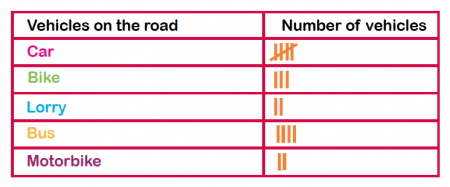 Vehicles on the road Number of vehicles
Car
Bike
Lorry
Bus
Motorbike